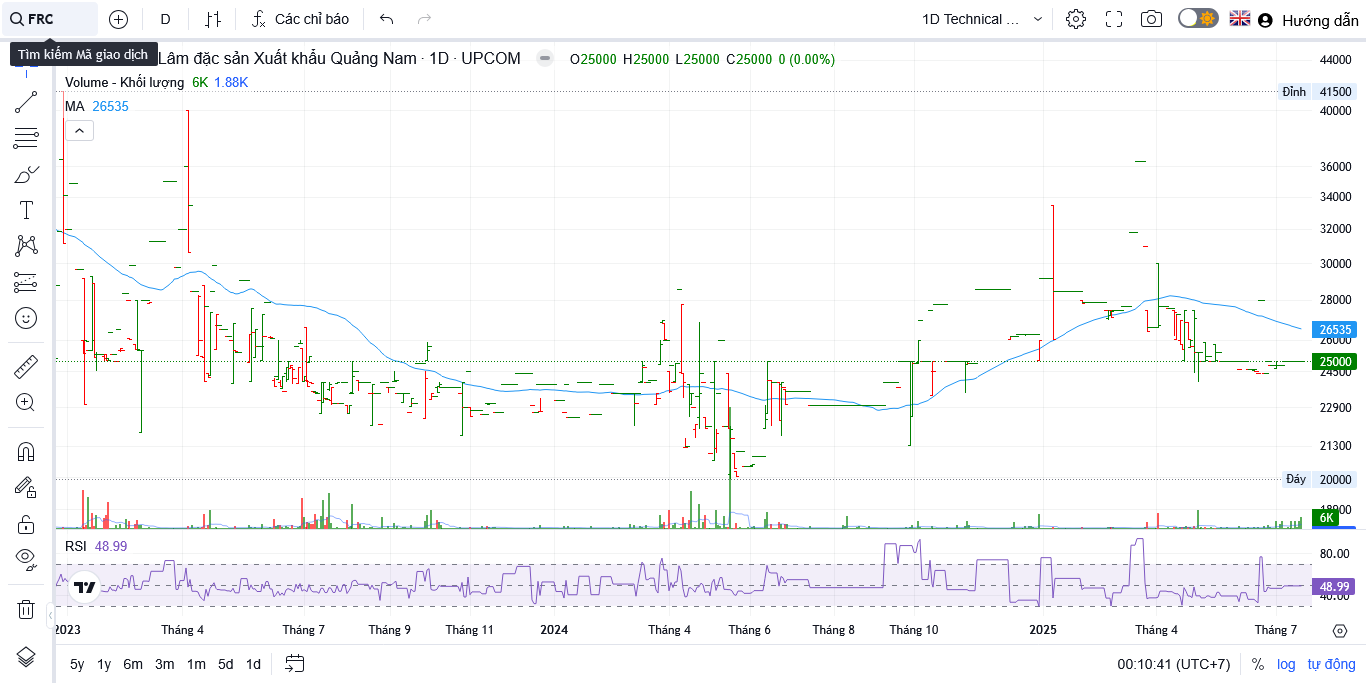 FRC D Các chỉ báo 1D Technical ... Hướng dẫn
Tìm kiếm Mã giao dịch
Lâm đặc sản Xuất khẩu Quảng Nam · 1D · UPCOM O25000 H25000 L25000 C25000 0 (0.00%)
Volume - Khối lượng 6K 1.88K
MA 26535
44000
Đỉnh 41500
40000
36000
34000
32000
30000
28000
26535
26000
25000
24500
22900
21300
Đáy 20000
18900
6K
RSI 48.99
80.00
48.99
40.00
2023 Tháng 4 Tháng 7 Tháng 9 Tháng 11 2024 Tháng 4 Tháng 6 Tháng 8 Tháng 10 2025 Tháng 4 Tháng 7
5y 1y 6m 3m 1m 5d 1d 00:10:41 (UTC+7) % log tự động